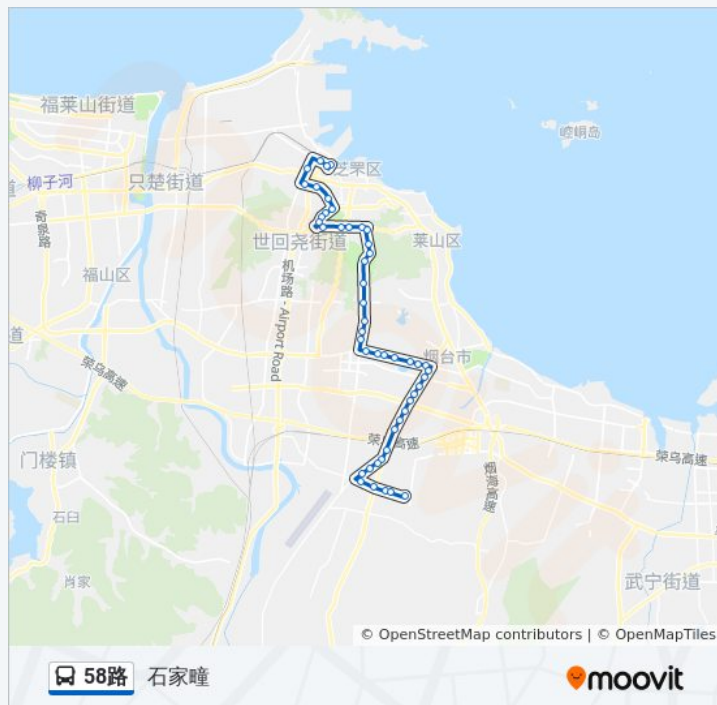 福莱山街道
崆峒岛
芝罘区
只楚街道
柳子河
道
奇泉路
世回尧街道
莱山区
福山区
机场路 - Airport Road
道
烟台市
荣乌高速
荣乌高速
门楼镇
荣乌高速
烟海高速
石臼
肖家
武宁街道
© OpenStreetMap contributors | © OpenMapTiles
58路 石家疃
moovit